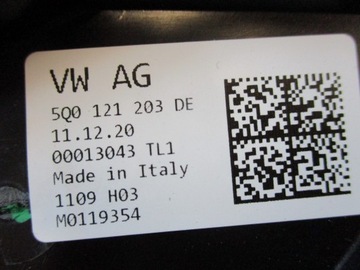 VW AG
5Q0 121 203 DE
11.12.20
00013043 TL1
Made in Italy
1109 H03
M0119354